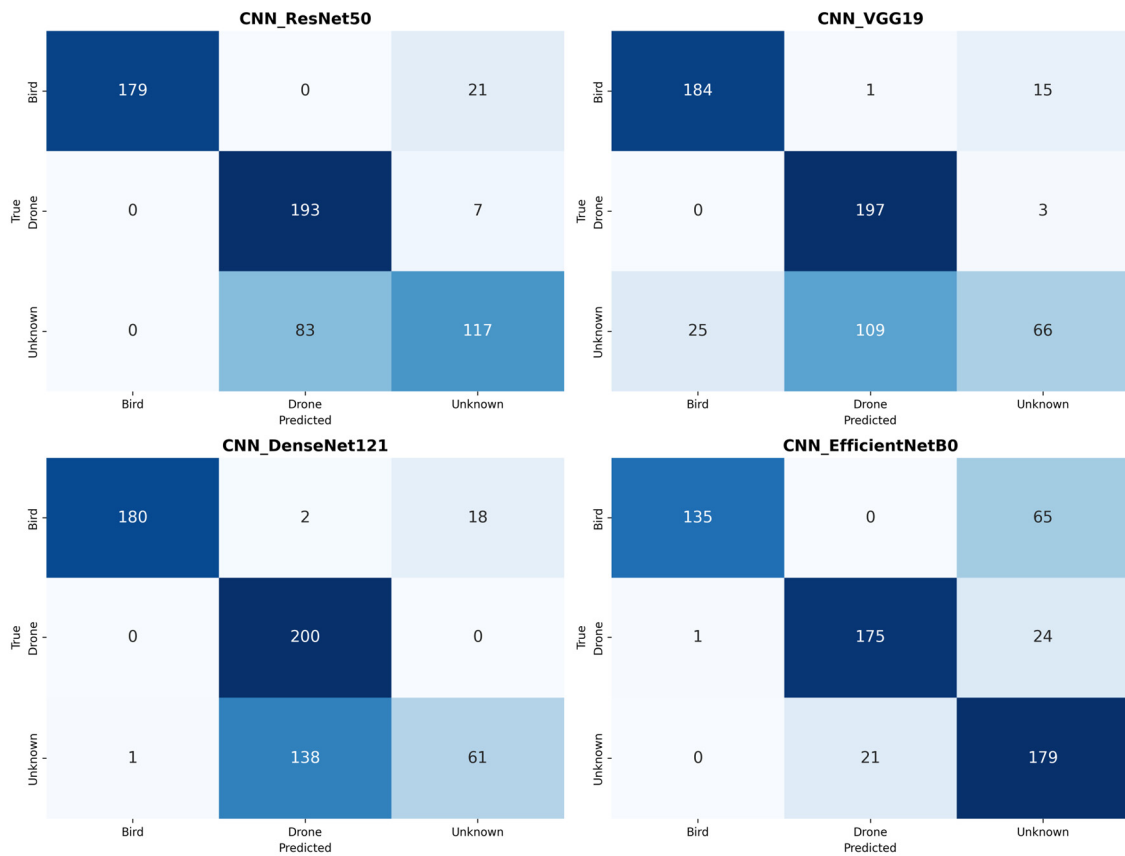 CNN_ResNet50
Bird 179 0 21
True
Drone 0 193 7
Unknown 0 83 117
Bird Drone Unknown
Predicted
CNN_VGG19
Bird 184 1 15
True
Drone 0 197 3
Unknown 25 109 66
Bird Drone Unknown
Predicted
CNN_DenseNet121
Bird 180 2 18
True
Drone 0 200 0
Unknown 1 138 61
Bird Drone Unknown
Predicted
CNN_EfficientNetB0
Bird 135 0 65
True
Drone 1 175 24
Unknown 0 21 179
Bird Drone Unknown
Predicted